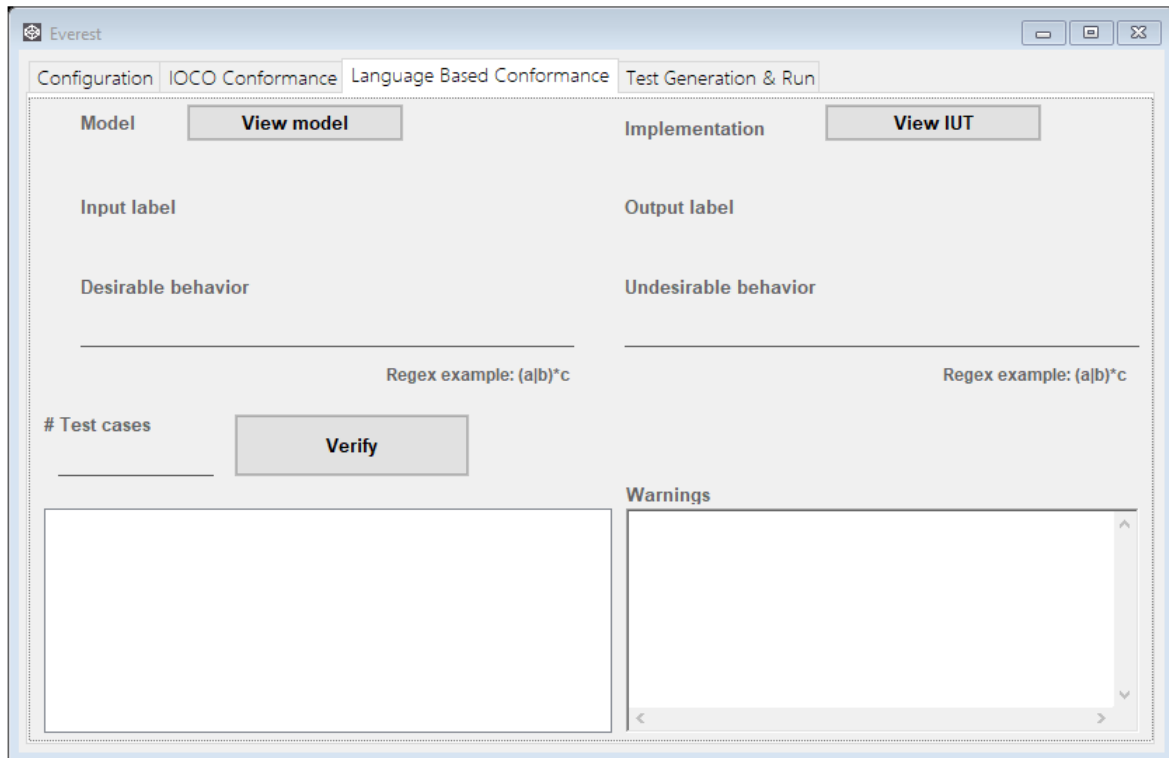 Everest
Configuration IOCO Conformance Language Based Conformance Test Generation & Run
Model View model Implementation View IUT
Input label Output label
Desirable behavior Undesirable behavior
Regex example: (a|b)*c Regex example: (a|b)*c
# Test cases Verify
Warnings